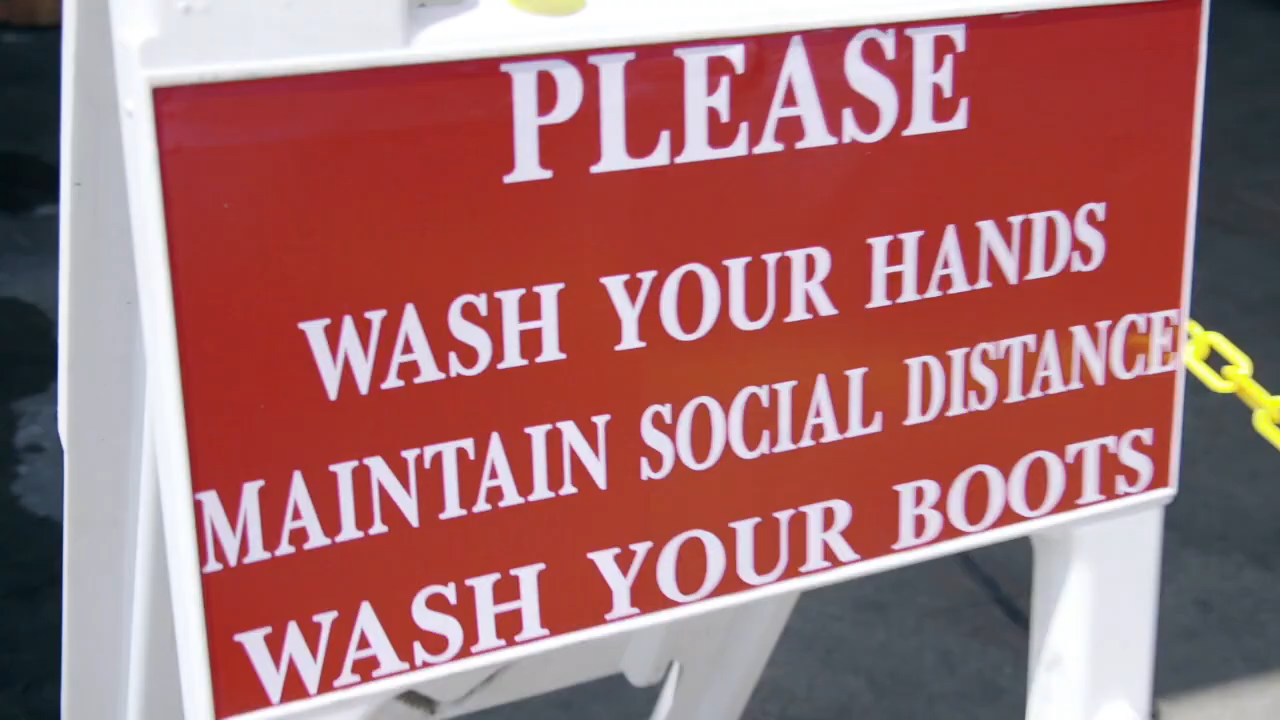 PLEASE
WASH YOUR HANDS
MAINTAIN SOCIAL DISTANCE
WASH YOUR BOOTS